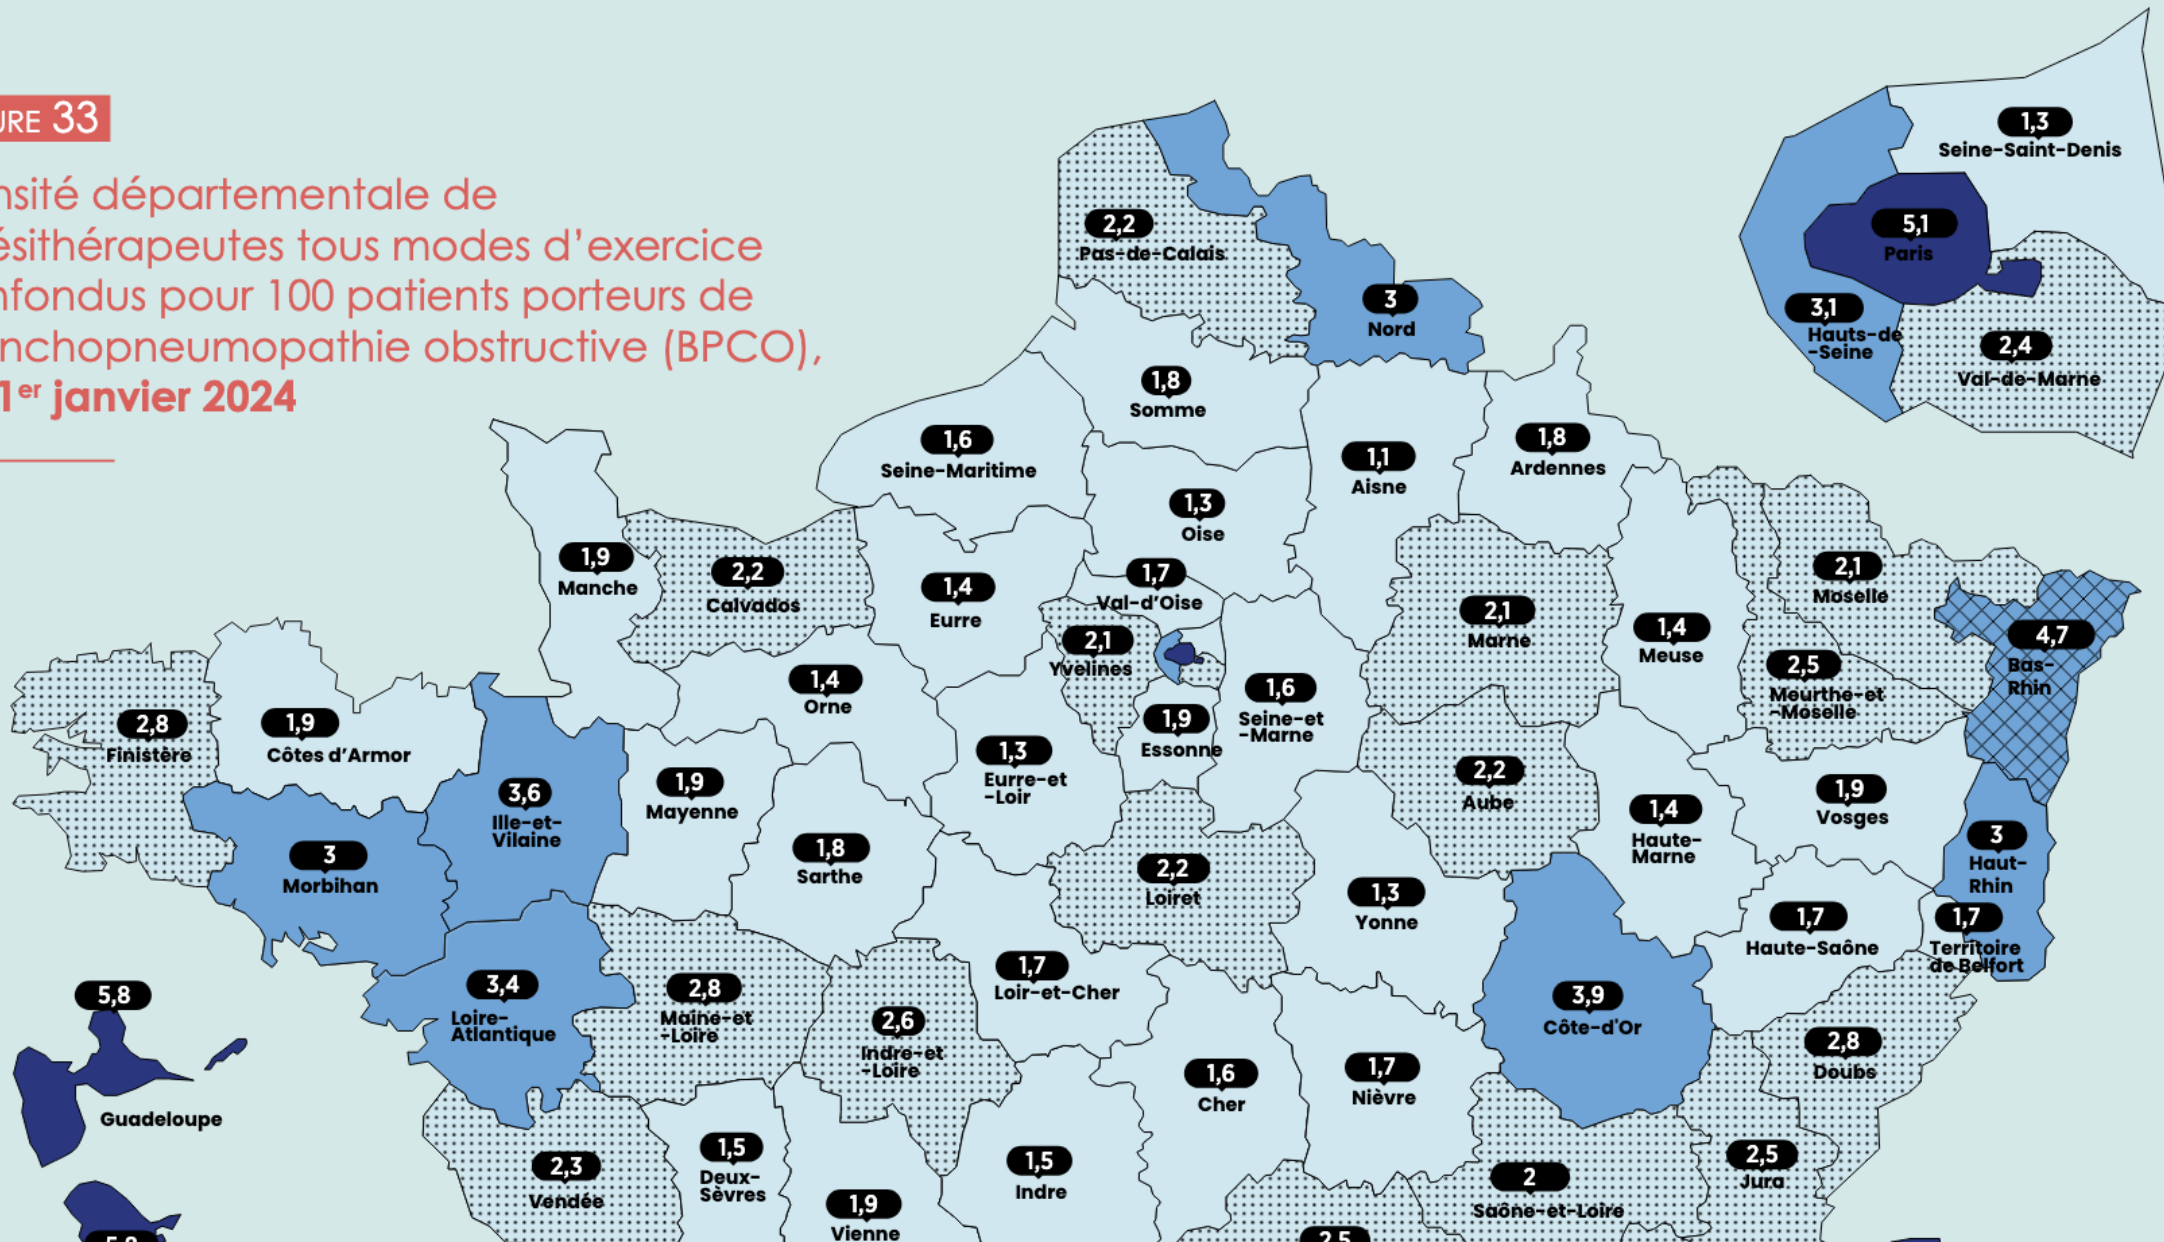 URE 33
nsité départementale de
ésithérapeutes tous modes d'exercice
nfondus pour 100 patients porteurs de
nchopneumopathie obstructive (BPCO),
1er janvier 2024
1,3
Seine-Saint-Denis
5,1
Paris
3,1
Hauts-de
-Seine
2,4
Val-de-Marne
2,2
Pas-de-Calais
3
Nord
1,8
Somme
1,6
Seine-Maritime
1,1
Aisne
1,8
Ardennes
1,3
Oise
1,9
Manche
2,2
Calvados
1,4
Eurre
1,7
Val-d'Oise
2,1
Yvelines
2,1
Marne
1,4
Meuse
2,1
Moselle
4,7
Bas-
Rhin
2,5
Meurthe-et
-Moselle
2,8
Finistère
1,9
Côtes d'Armor
1,4
Orne
1,9
Essonne
1,6
Seine-et
-Marne
3,6
Ille-et-
Vilaine
1,9
Mayenne
1,3
Eurre-et
-Loir
2,2
Aube
1,4
Haute-
Marne
1,9
Vosges
3
Haut-
Rhin
3
Morbihan
1,8
Sarthe
2,2
Loiret
1,3
Yonne
1,7
Haute-Saône
1,7
Territoire
de Belfort
3,4
Loire-
Atlantique
2,8
Maine-et
-Loire
2,6
Indre-et
-Loire
1,7
Loir-et-Cher
3,9
Côte-d'Or
5,8
Guadeloupe
1,6
Cher
1,7
Nièvre
2,8
Doubs
2,3
Vendée
1,5
Deux-
Sèvres
1,9
Vienne
1,5
Indre
2
Saône-et-Loire
2,5
Jura
2,5